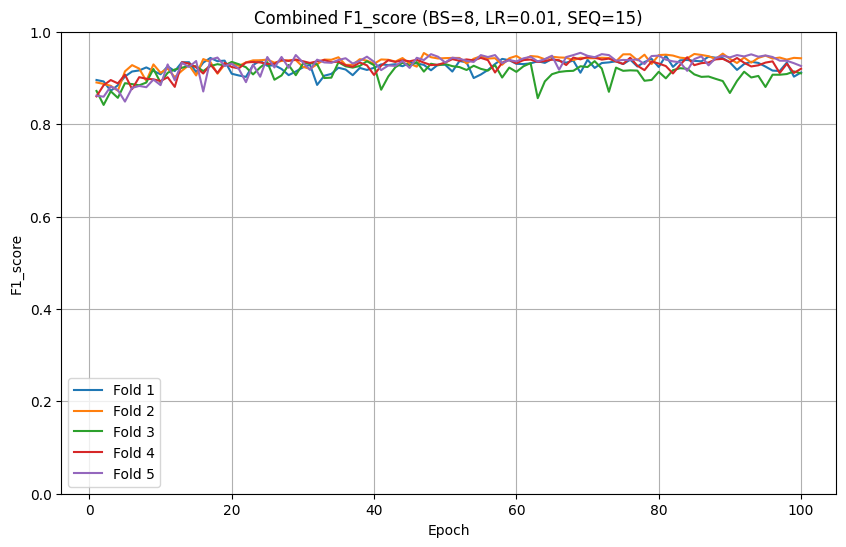 Combined F1_score (BS=8, LR=0.01, SEQ=15)
F1_score
1.0
0.8
0.6
0.4
0.2
0.0
Fold 1
Fold 2
Fold 3
Fold 4
Fold 5
0 20 40 60 80 100
Epoch